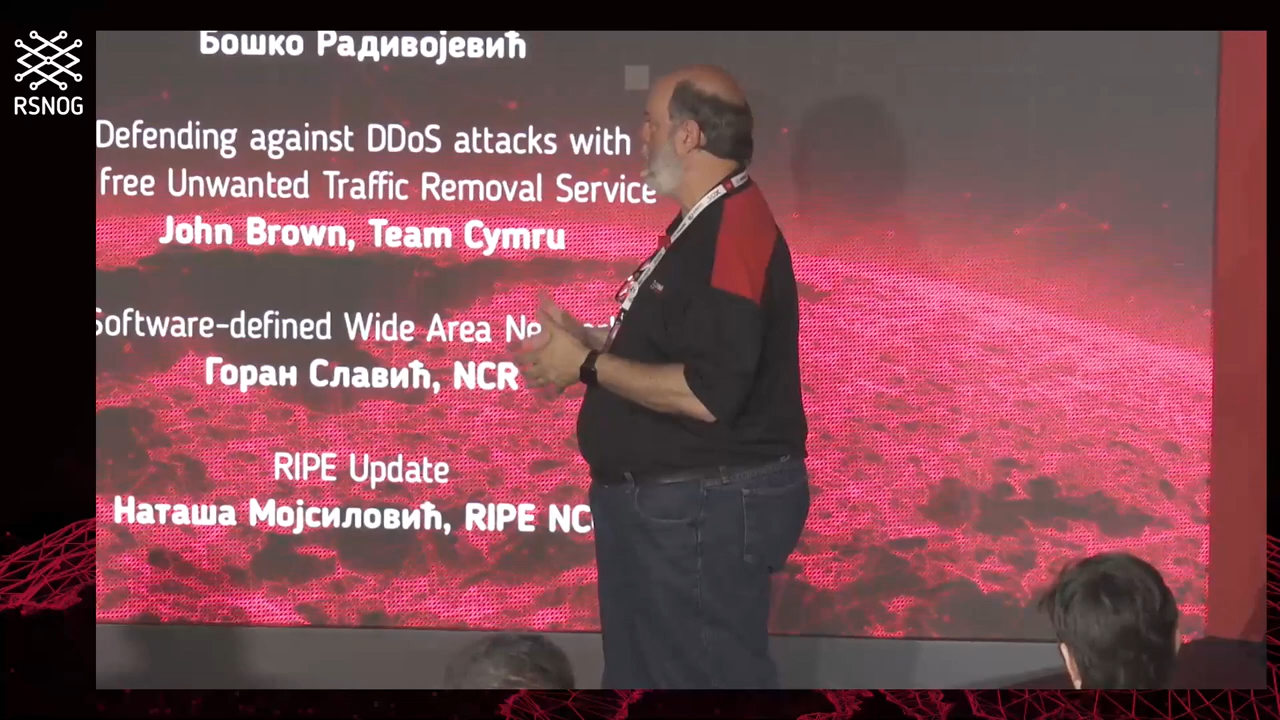 RSNOG
Бошко Радивојевић
Defending against DDoS attacks with
free Unwanted Traffic Removal Service
John Brown, Team Cymru
Software-defined Wide Area
Горан Славић, NCR
RIPE Update
Наташа Мојсиловић, RIPE